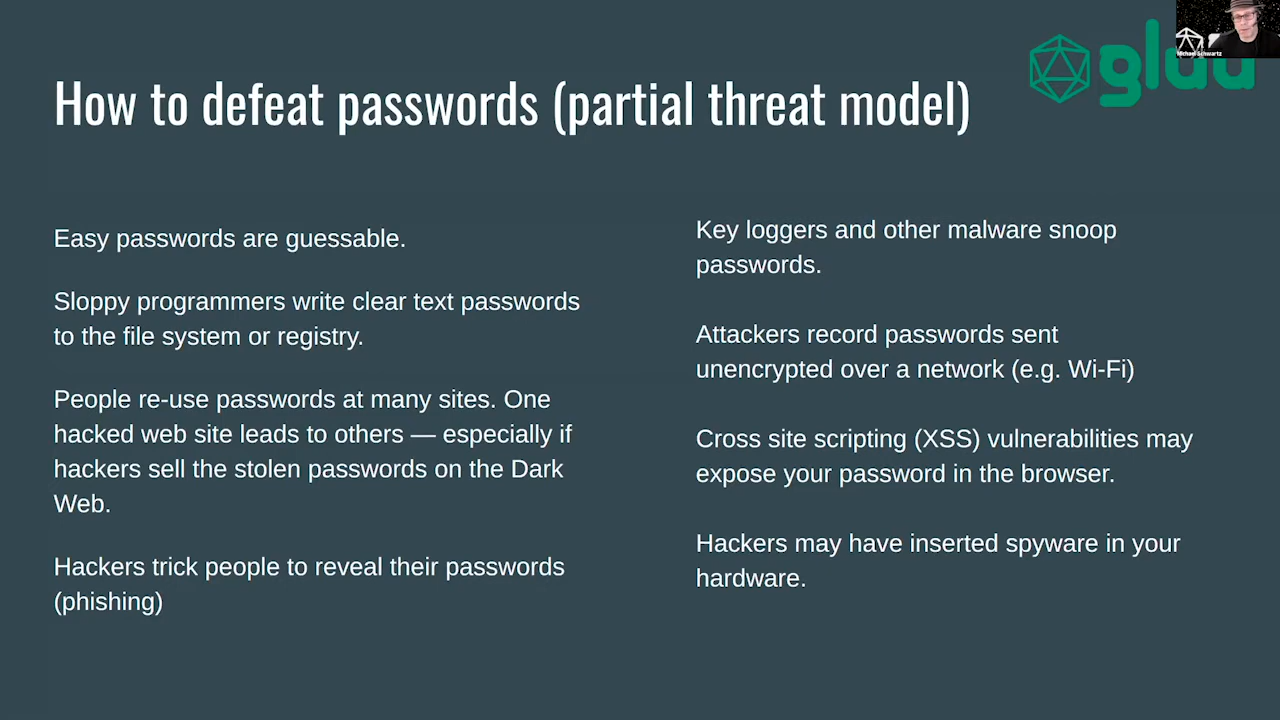 How to defeat passwords (partial threat model)
gluu
Michael Schwartz
Easy passwords are guessable.
Sloppy programmers write clear text passwords
to the file system or registry.
People re-use passwords at many sites. One
hacked web site leads to others — especially if
hackers sell the stolen passwords on the Dark
Web.
Hackers trick people to reveal their passwords
(phishing)
Key loggers and other malware snoop
passwords.
Attackers record passwords sent
unencrypted over a network (e.g. Wi-Fi)
Cross site scripting (XSS) vulnerabilities may
expose your password in the browser.
Hackers may have inserted spyware in your
hardware.